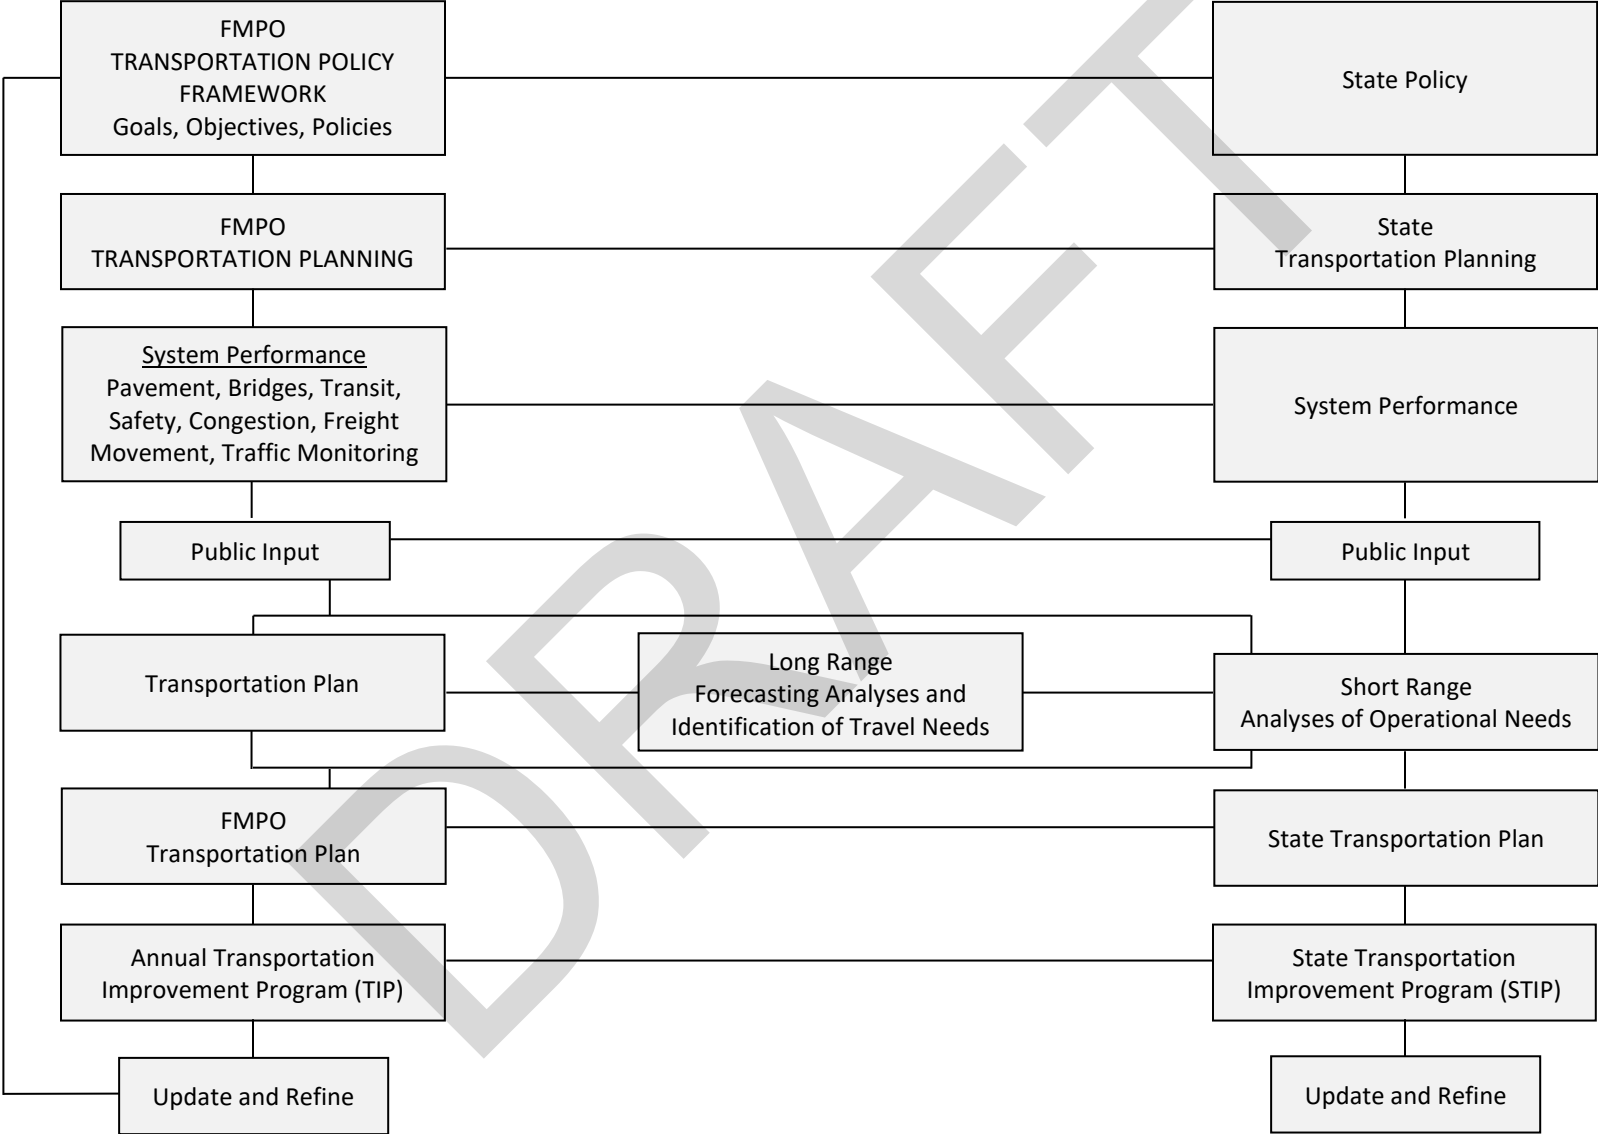 FMPO
TRANSPORTATION POLICY
FRAMEWORK
Goals, Objectives, Policies
State Policy
FMPO
TRANSPORTATION PLANNING
State
Transportation Planning
System Performance
Pavement, Bridges, Transit,
Safety, Congestion, Freight
Movement, Traffic Monitoring
System Performance
Public Input
Public Input
Transportation Plan
Long Range
Forecasting Analyses and
Identification of Travel Needs
Short Range
Analyses of Operational Needs
FMPO
Transportation Plan
State Transportation Plan
Annual Transportation
Improvement Program (TIP)
State Transportation
Improvement Program (STIP)
Update and Refine
Update and Refine
DRAFT